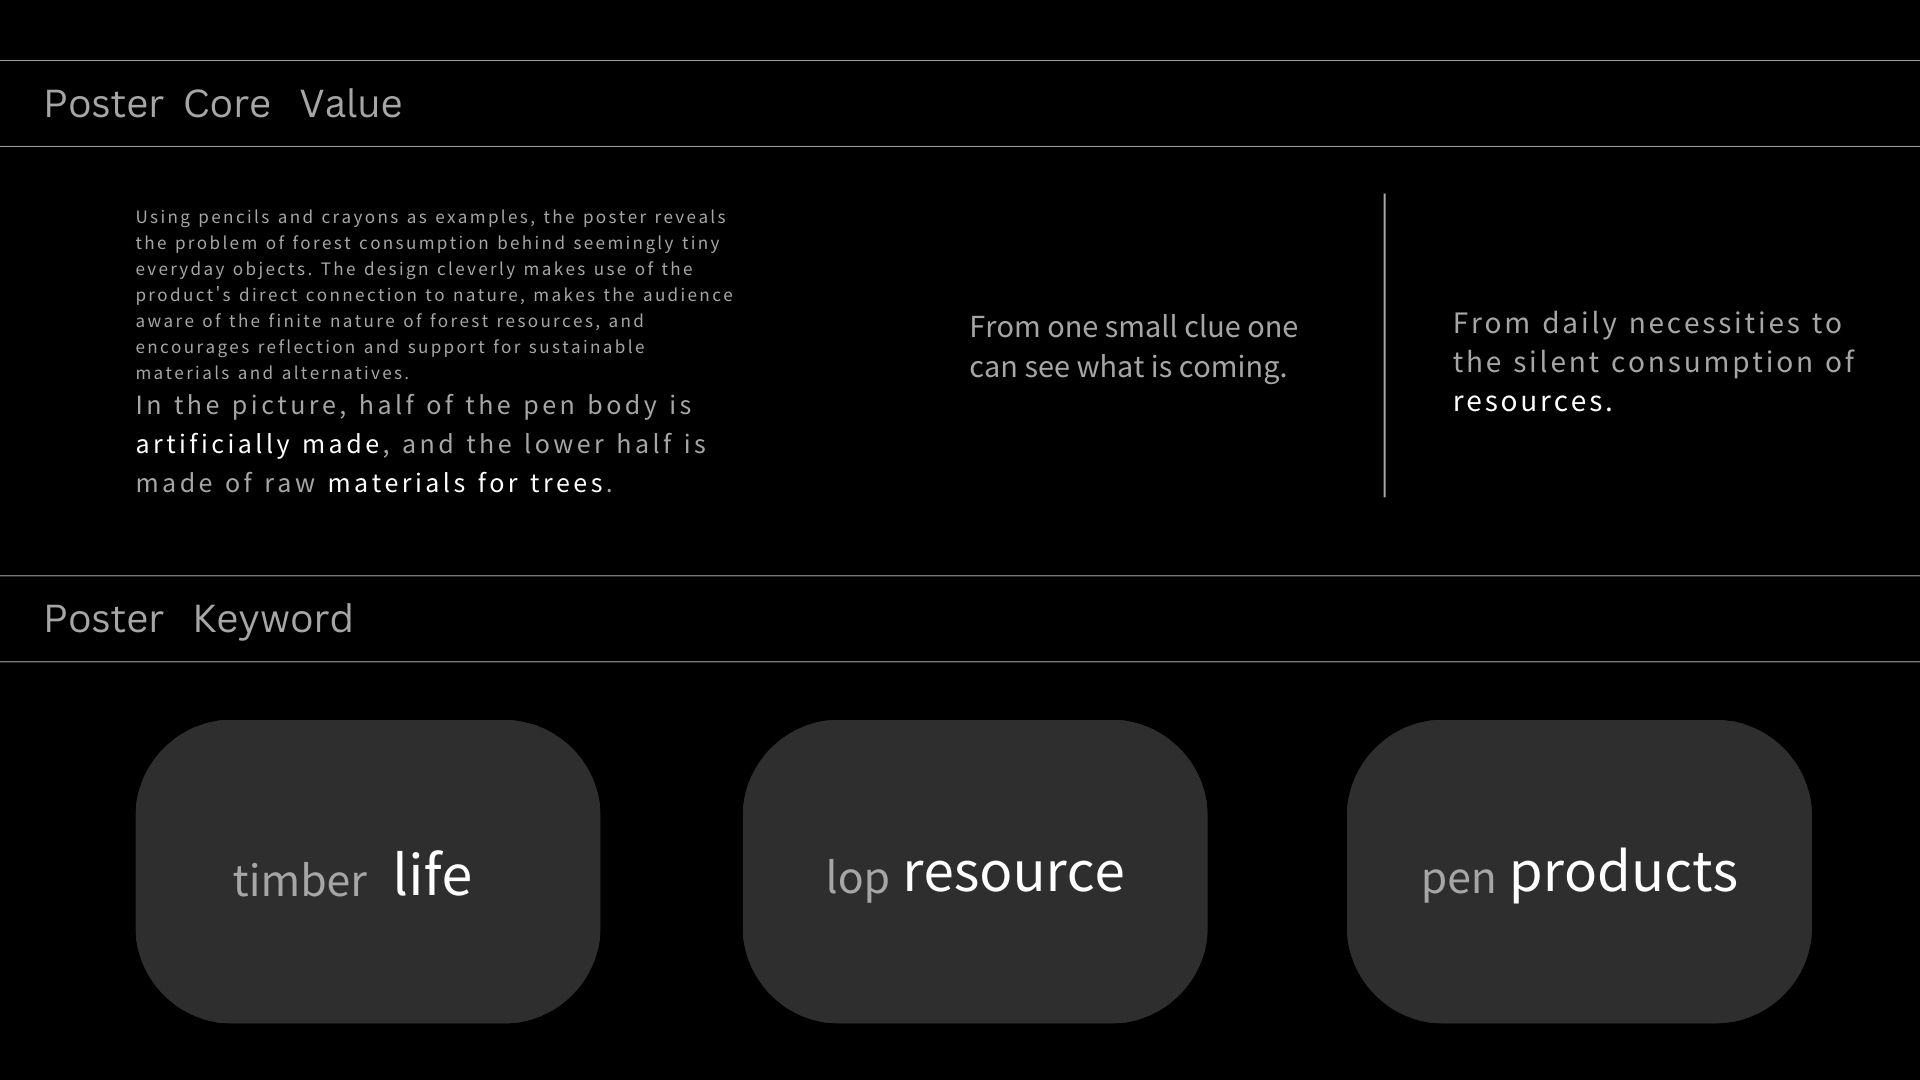 Poster Core Value
Using pencils and crayons as examples, the poster reveals
the problem of forest consumption behind seemingly tiny
everyday objects. The design cleverly makes use of the
product's direct connection to nature, makes the audience
aware of the finite nature of forest resources, and
encourages reflection and support for sustainable
materials and alternatives.
In the picture, half of the pen body is
artificially made, and the lower half is
made of raw materials for trees.
From one small clue one
can see what is coming.
From daily necessities to
the silent consumption of
resources.
Poster Keyword
timber life
lop resource
pen products